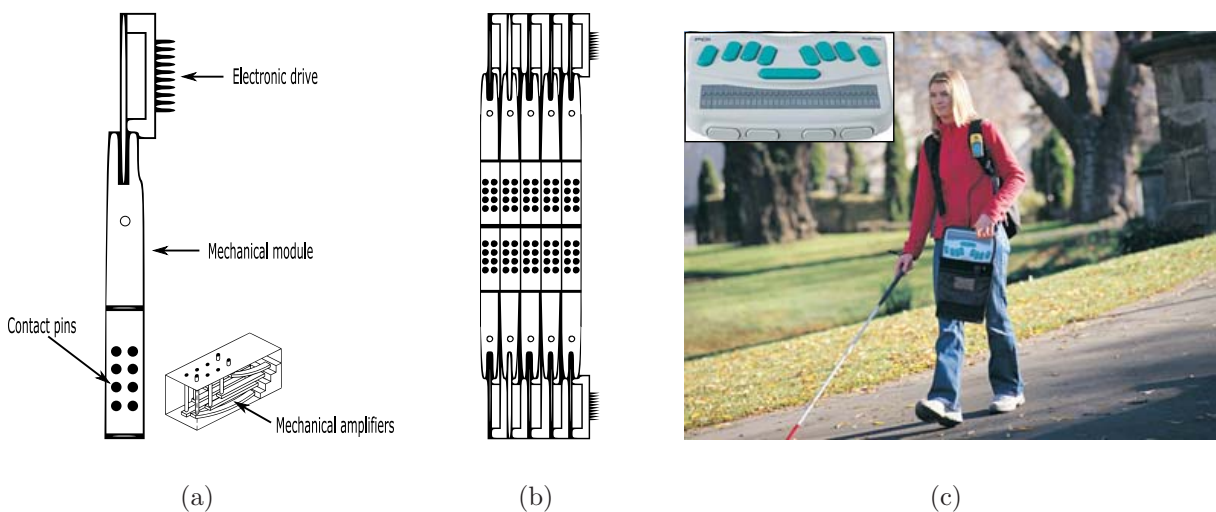 Electronic drive
Mechanical module
Contact pins
Mechanical amplifiers
(a)
(b)
(c)